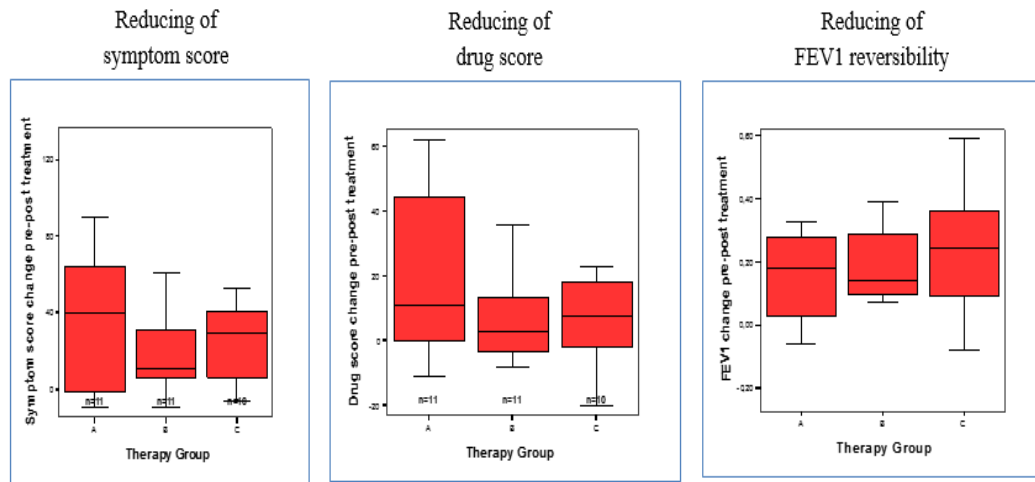 Reducing of
symptom score
Reducing of
drug score
Reducing of
FEV1 reversibility
Symptom score change pre-post treatment
120
80
40
0
n=11
n=11
n=10
A
B
C
Therapy Group
Drug score change pre-post treatment
60
40
20
0
-20
n=11
n=11
n=10
A
B
C
Therapy Group
FEV1 change pre-post treatment
0,60
0,40
0,20
0,00
-0,20
A
B
C
Therapy Group